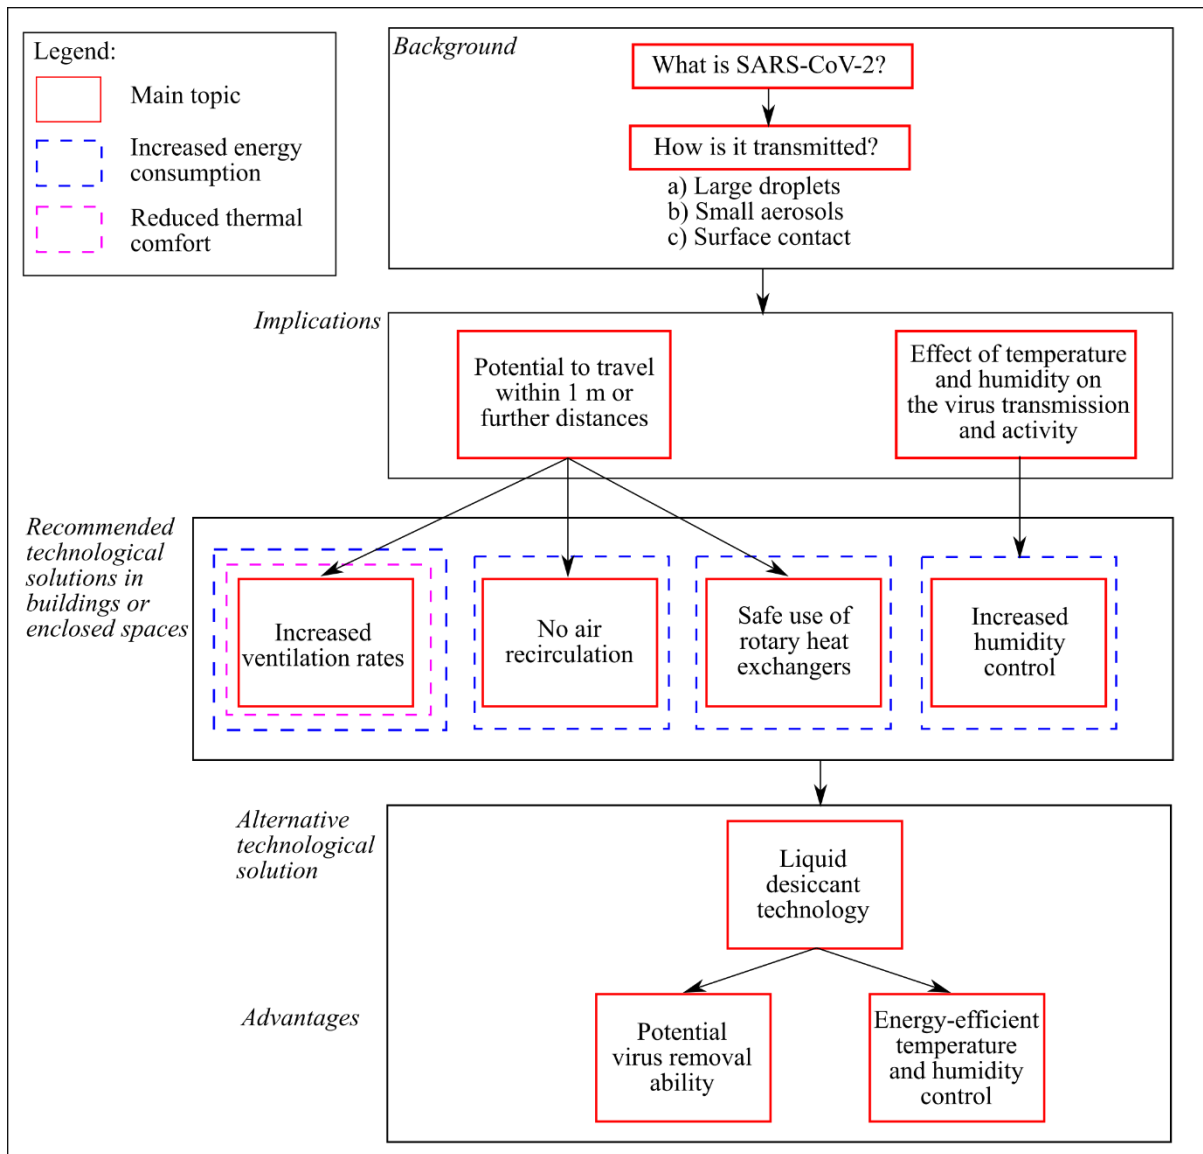 Legend:
Main topic
Increased energy
consumption
Reduced thermal
comfort
Background
What is SARS-CoV-2?
How is it transmitted?
a) Large droplets
b) Small aerosols
c) Surface contact
Implications
Potential to travel
within 1 m or
further distances
Effect of temperature
and humidity on
the virus transmission
and activity
Recommended
technological
solutions in
buildings or
enclosed spaces
Increased
ventilation rates
No air
recirculation
Safe use of
rotary heat
exchangers
Increased
humidity
control
Alternative
technological
solution
Liquid
desiccant
technology
Advantages
Potential
virus removal
ability
Energy-efficient
temperature
and humidity
control